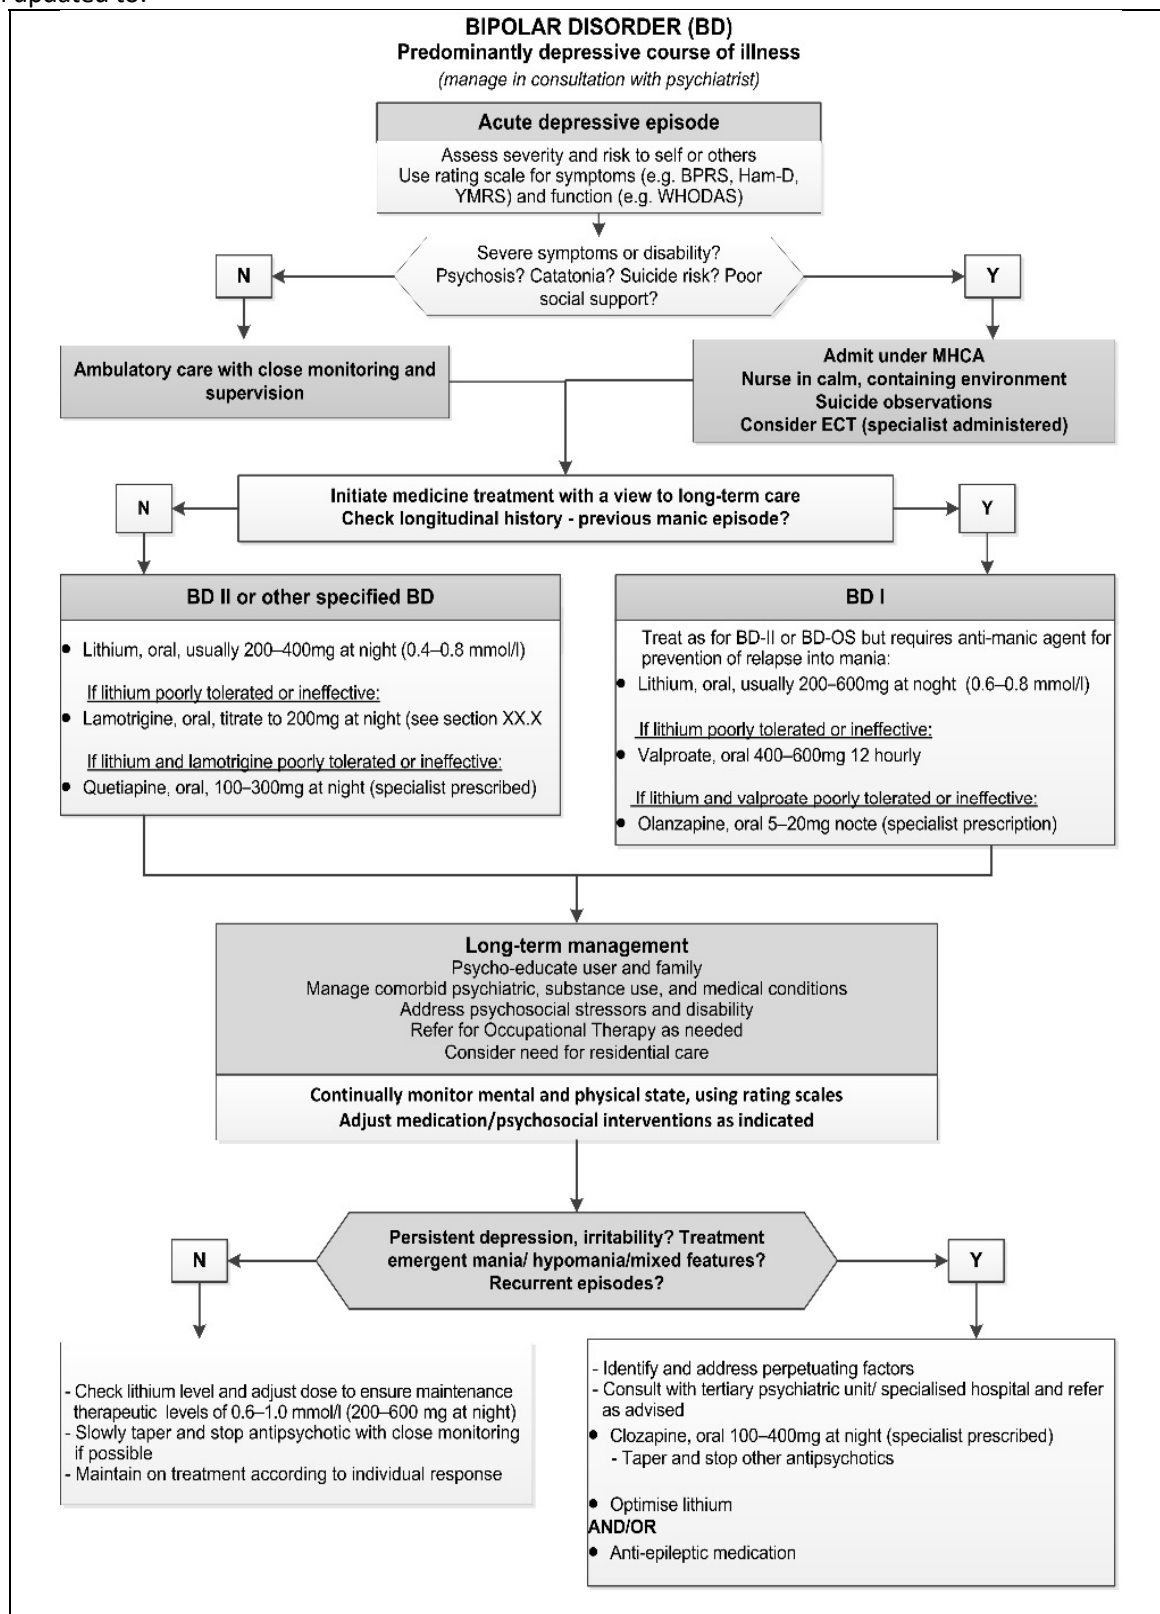 updated to:
BIPOLAR DISORDER (BD)
Predominantly depressive course of illness
(manage in consultation with psychiatrist)
Acute depressive episode
Assess severity and risk to self or others
Use rating scale for symptoms (e.g. BPRS, Ham-D,
YMRS) and function (e.g. WHODAS)
Severe symptoms or disability?
Psychosis? Catatonia? Suicide risk? Poor
social support?
N
Y
Ambulatory care with close monitoring and
supervision
Admit under MHCA
Nurse in calm, containing environment
Suicide observations
Consider ECT (specialist administered)
Initiate medicine treatment with a view to long-term care
Check longitudinal history - previous manic episode?
N
Y
BD II or other specified BD
• Lithium, oral, usually 200–400mg at night (0.4–0.8 mmol/l)
If lithium poorly tolerated or ineffective:
• Lamotrigine, oral, titrate to 200mg at night (see section XX.X
If lithium and lamotrigine poorly tolerated or ineffective:
• Quetiapine, oral, 100–300mg at night (specialist prescribed)
BD I
Treat as for BD-II or BD-OS but requires anti-manic agent for
prevention of relapse into mania:
• Lithium, oral, usually 200–600mg at noght (0.6–0.8 mmol/l)
If lithium poorly tolerated or ineffective:
• Valproate, oral 400–600mg 12 hourly
If lithium and valproate poorly tolerated or ineffective:
• Olanzapine, oral 5–20mg nocte (specialist prescription)
Long-term management
Psycho-educate user and family
Manage comorbid psychiatric, substance use, and medical conditions
Address psychosocial stressors and disability
Refer for Occupational Therapy as needed
Consider need for residential care
Continually monitor mental and physical state, using rating scales
Adjust medication/psychosocial interventions as indicated
Persistent depression, irritability? Treatment
emergent mania/ hypomania/mixed features?
Recurrent episodes?
N
Y
- Check lithium level and adjust dose to ensure maintenance
therapeutic levels of 0.6–1.0 mmol/l (200–600 mg at night)
- Slowly taper and stop antipsychotic with close monitoring
if possible
- Maintain on treatment according to individual response
- Identify and address perpetuating factors
- Consult with tertiary psychiatric unit/ specialised hospital and refer
as advised
• Clozapine, oral 100–400mg at night (specialist prescribed)
- Taper and stop other antipsychotics
• Optimise lithium
AND/OR
• Anti-epileptic medication